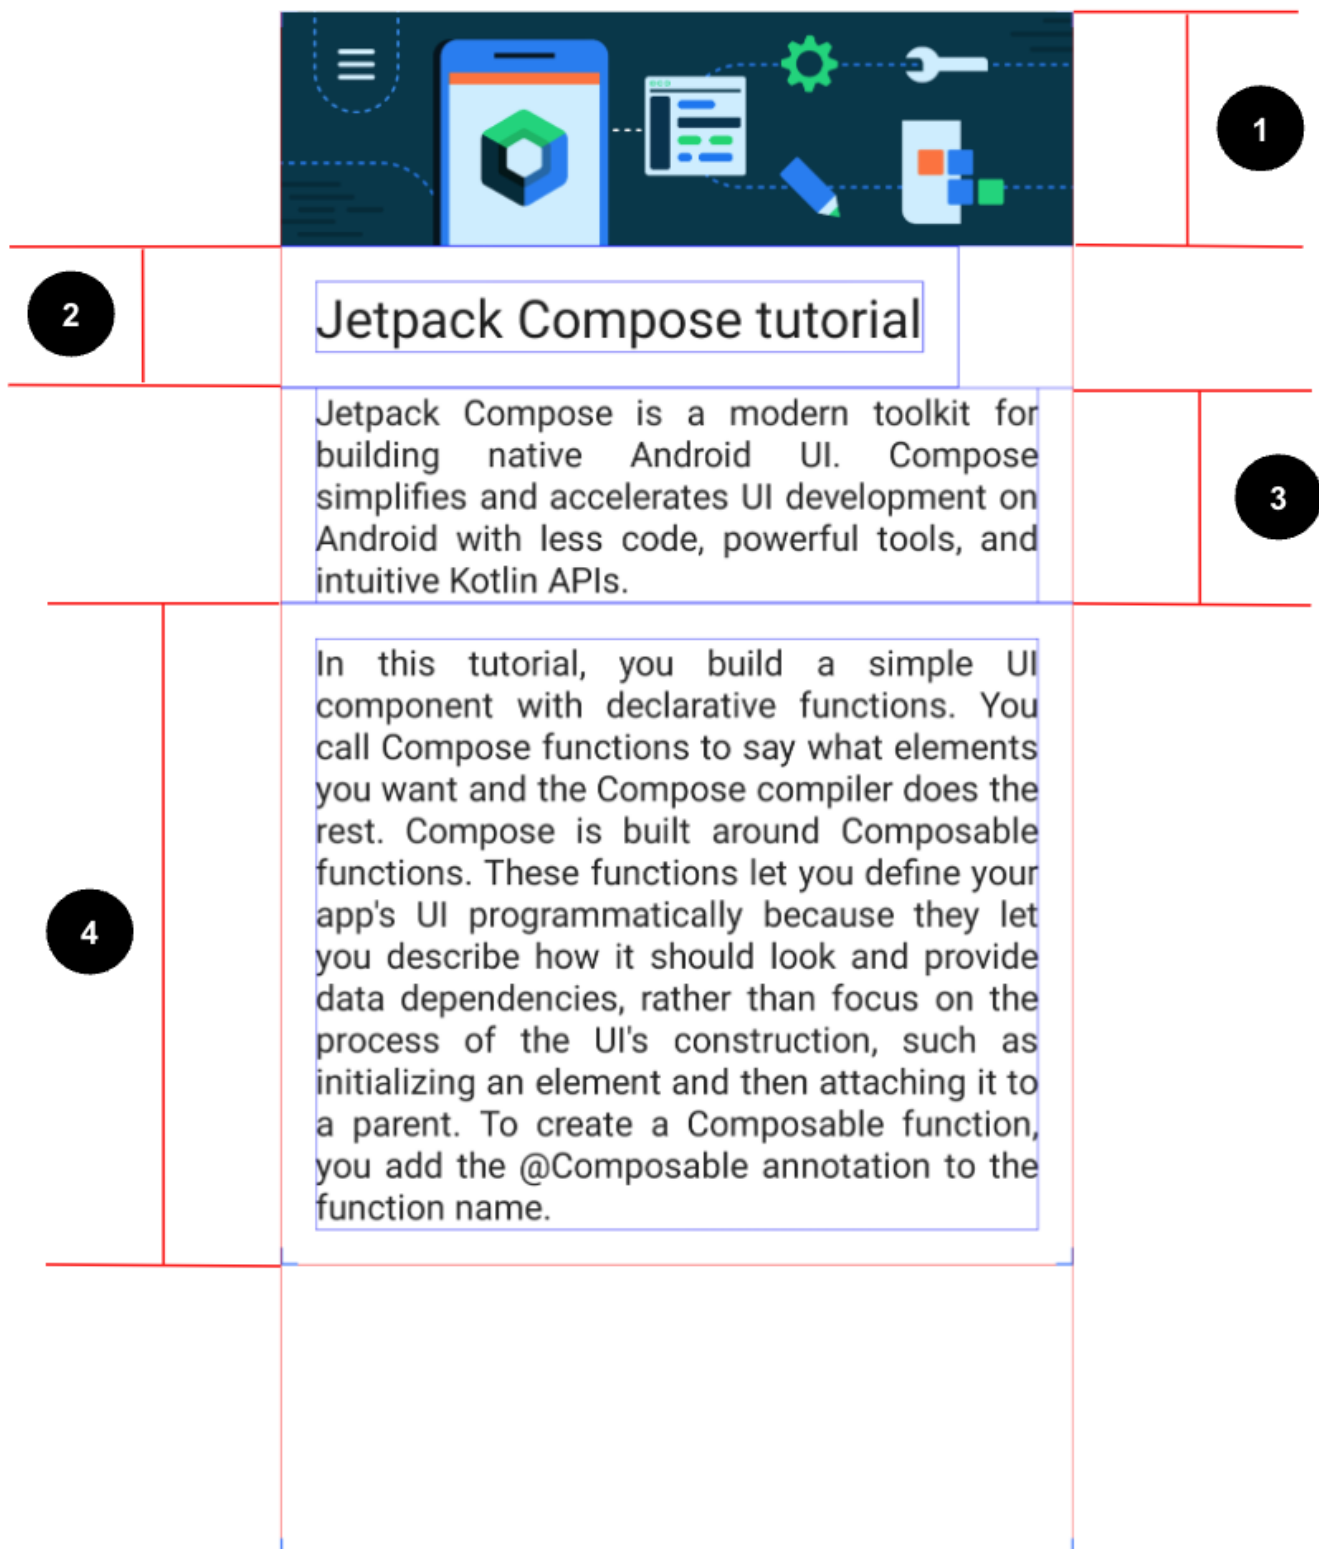 1
2
Jetpack Compose tutorial
Jetpack Compose is a modern toolkit for
building native Android UI. Compose
simplifies and accelerates UI development on
Android with less code, powerful tools, and
intuitive Kotlin APIs.
3
In this tutorial, you build a simple UI
component with declarative functions. You
call Compose functions to say what elements
you want and the Compose compiler does the
rest. Compose is built around Composable
functions. These functions let you define your
app's UI programmatically because they let
you describe how it should look and provide
data dependencies, rather than focus on the
process of the UI's construction, such as
initializing an element and then attaching it to
a parent. To create a Composable function,
you add the @Composable annotation to the
function name.
4